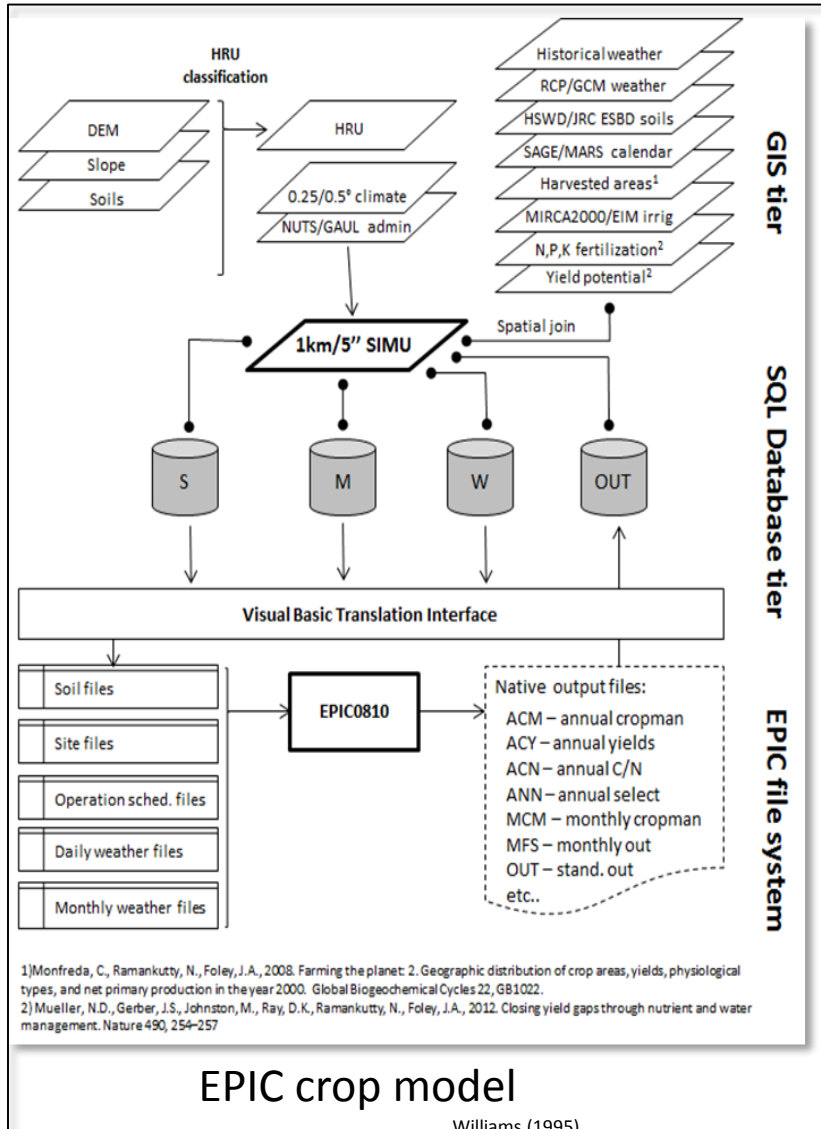 HRU
classification
DEM
Slope
Soils
HRU
0.25/0.5° climate
NUTS/GAUL admin
Historical weather
RCP/GCM weather
HSWD/JRC ESBD soils
SAGE/MARS calendar
Harvested areas¹
MIRCA2000/EIM irrig
N,P,K fertilization²
Yield potential²
GIS tier
Spatial join
1km/5’’ SIMU
S
M
W
OUT
SQL Database tier
Visual Basic Translation Interface
Soil files
Site files
Operation sched. files
Daily weather files
Monthly weather files
EPIC0810
Native output files:
ACM – annual cropman
ACY – annual yields
ACN – annual C/N
ANN – annual select
MCM – monthly cropman
MFS – monthly out
OUT – stand. out
etc..
EPIC file system
1)Monfreda, C., Ramankutty, N., Foley, J.A., 2008. Farming the planet: 2. Geographic distribution of crop areas, yields, physiological
types, and net primary production in the year 2000. Global Biogeochemical Cycles 22, GB1022.
2) Mueller, N.D., Gerber, J.S., Johnston, M., Ray, D.K., Ramankutty, N., Foley, J.A., 2012. Closing yield gaps through nutrient and water
management. Nature 490, 254–257
EPIC crop model
Williams (1995)